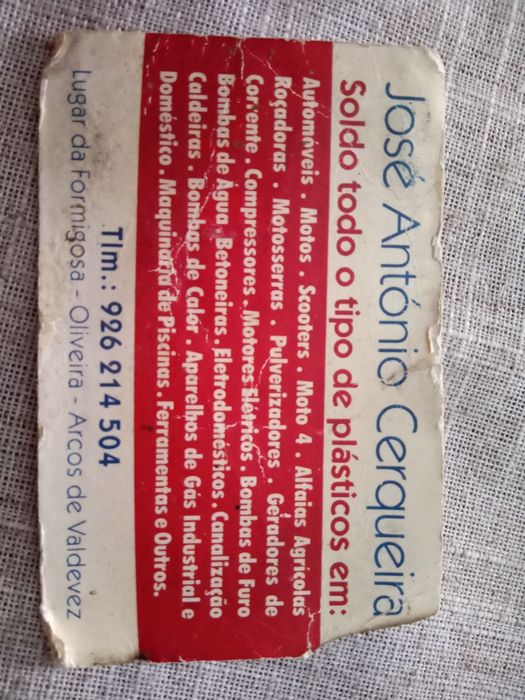 José António Cerqueira
Soldo todo o tipo de plásticos em:
Automóveis . Motos . Scooters . Moto 4 . Alfaias Agrícolas
Roçadoras . Motosserras . Pulverizadores . Geradores de
Corrente . Compressores . Motores Elétricos . Bombas de Furo
Bombas de Água . Betoneiras . Eletrodomésticos . Canalização
Caldeiras . Bombas de Calor . Aparelhos de Gás Industrial e
Doméstico . Maquinaria de Piscinas . Ferramentas e Outros.
Tlm.: 926 214 504
Lugar da Formigosa - Oliveira - Arcos de Valdevez